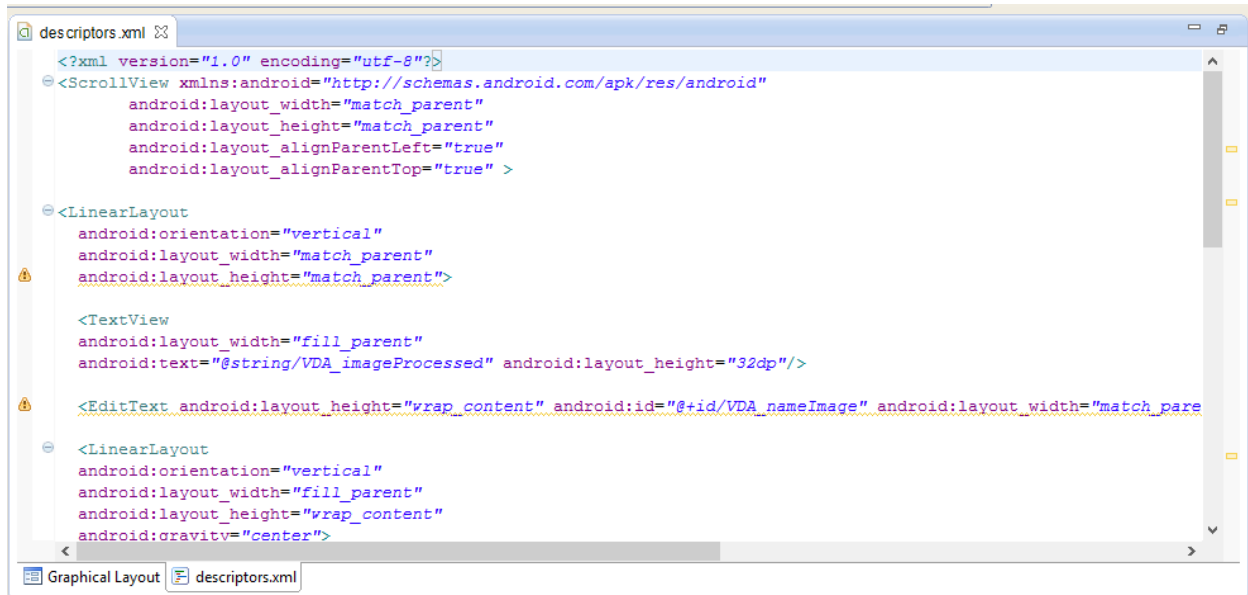 descriptors.xml
<?xml version="1.0" encoding="utf-8"?>
<ScrollView xmlns:android="http://schemas.android.com/apk/res/android"
android:layout_width="match_parent"
android:layout_height="match_parent"
android:layout_alignParentLeft="true"
android:layout_alignParentTop="true" >
<LinearLayout
android:orientation="vertical"
android:layout_width="match_parent"
android:layout_height="match_parent">
<TextView
android:layout_width="fill_parent"
android:text="@string/VDA_imageProcessed" android:layout_height="32dp"/>
<EditText android:layout_height="wrap_content" android:id="@+id/VDA_nameImage" android:layout_width="match_pare
<LinearLayout
android:orientation="vertical"
android:layout_width="fill_parent"
android:layout_height="wrap_content"
android:gravity="center">
Graphical Layout descriptors.xml